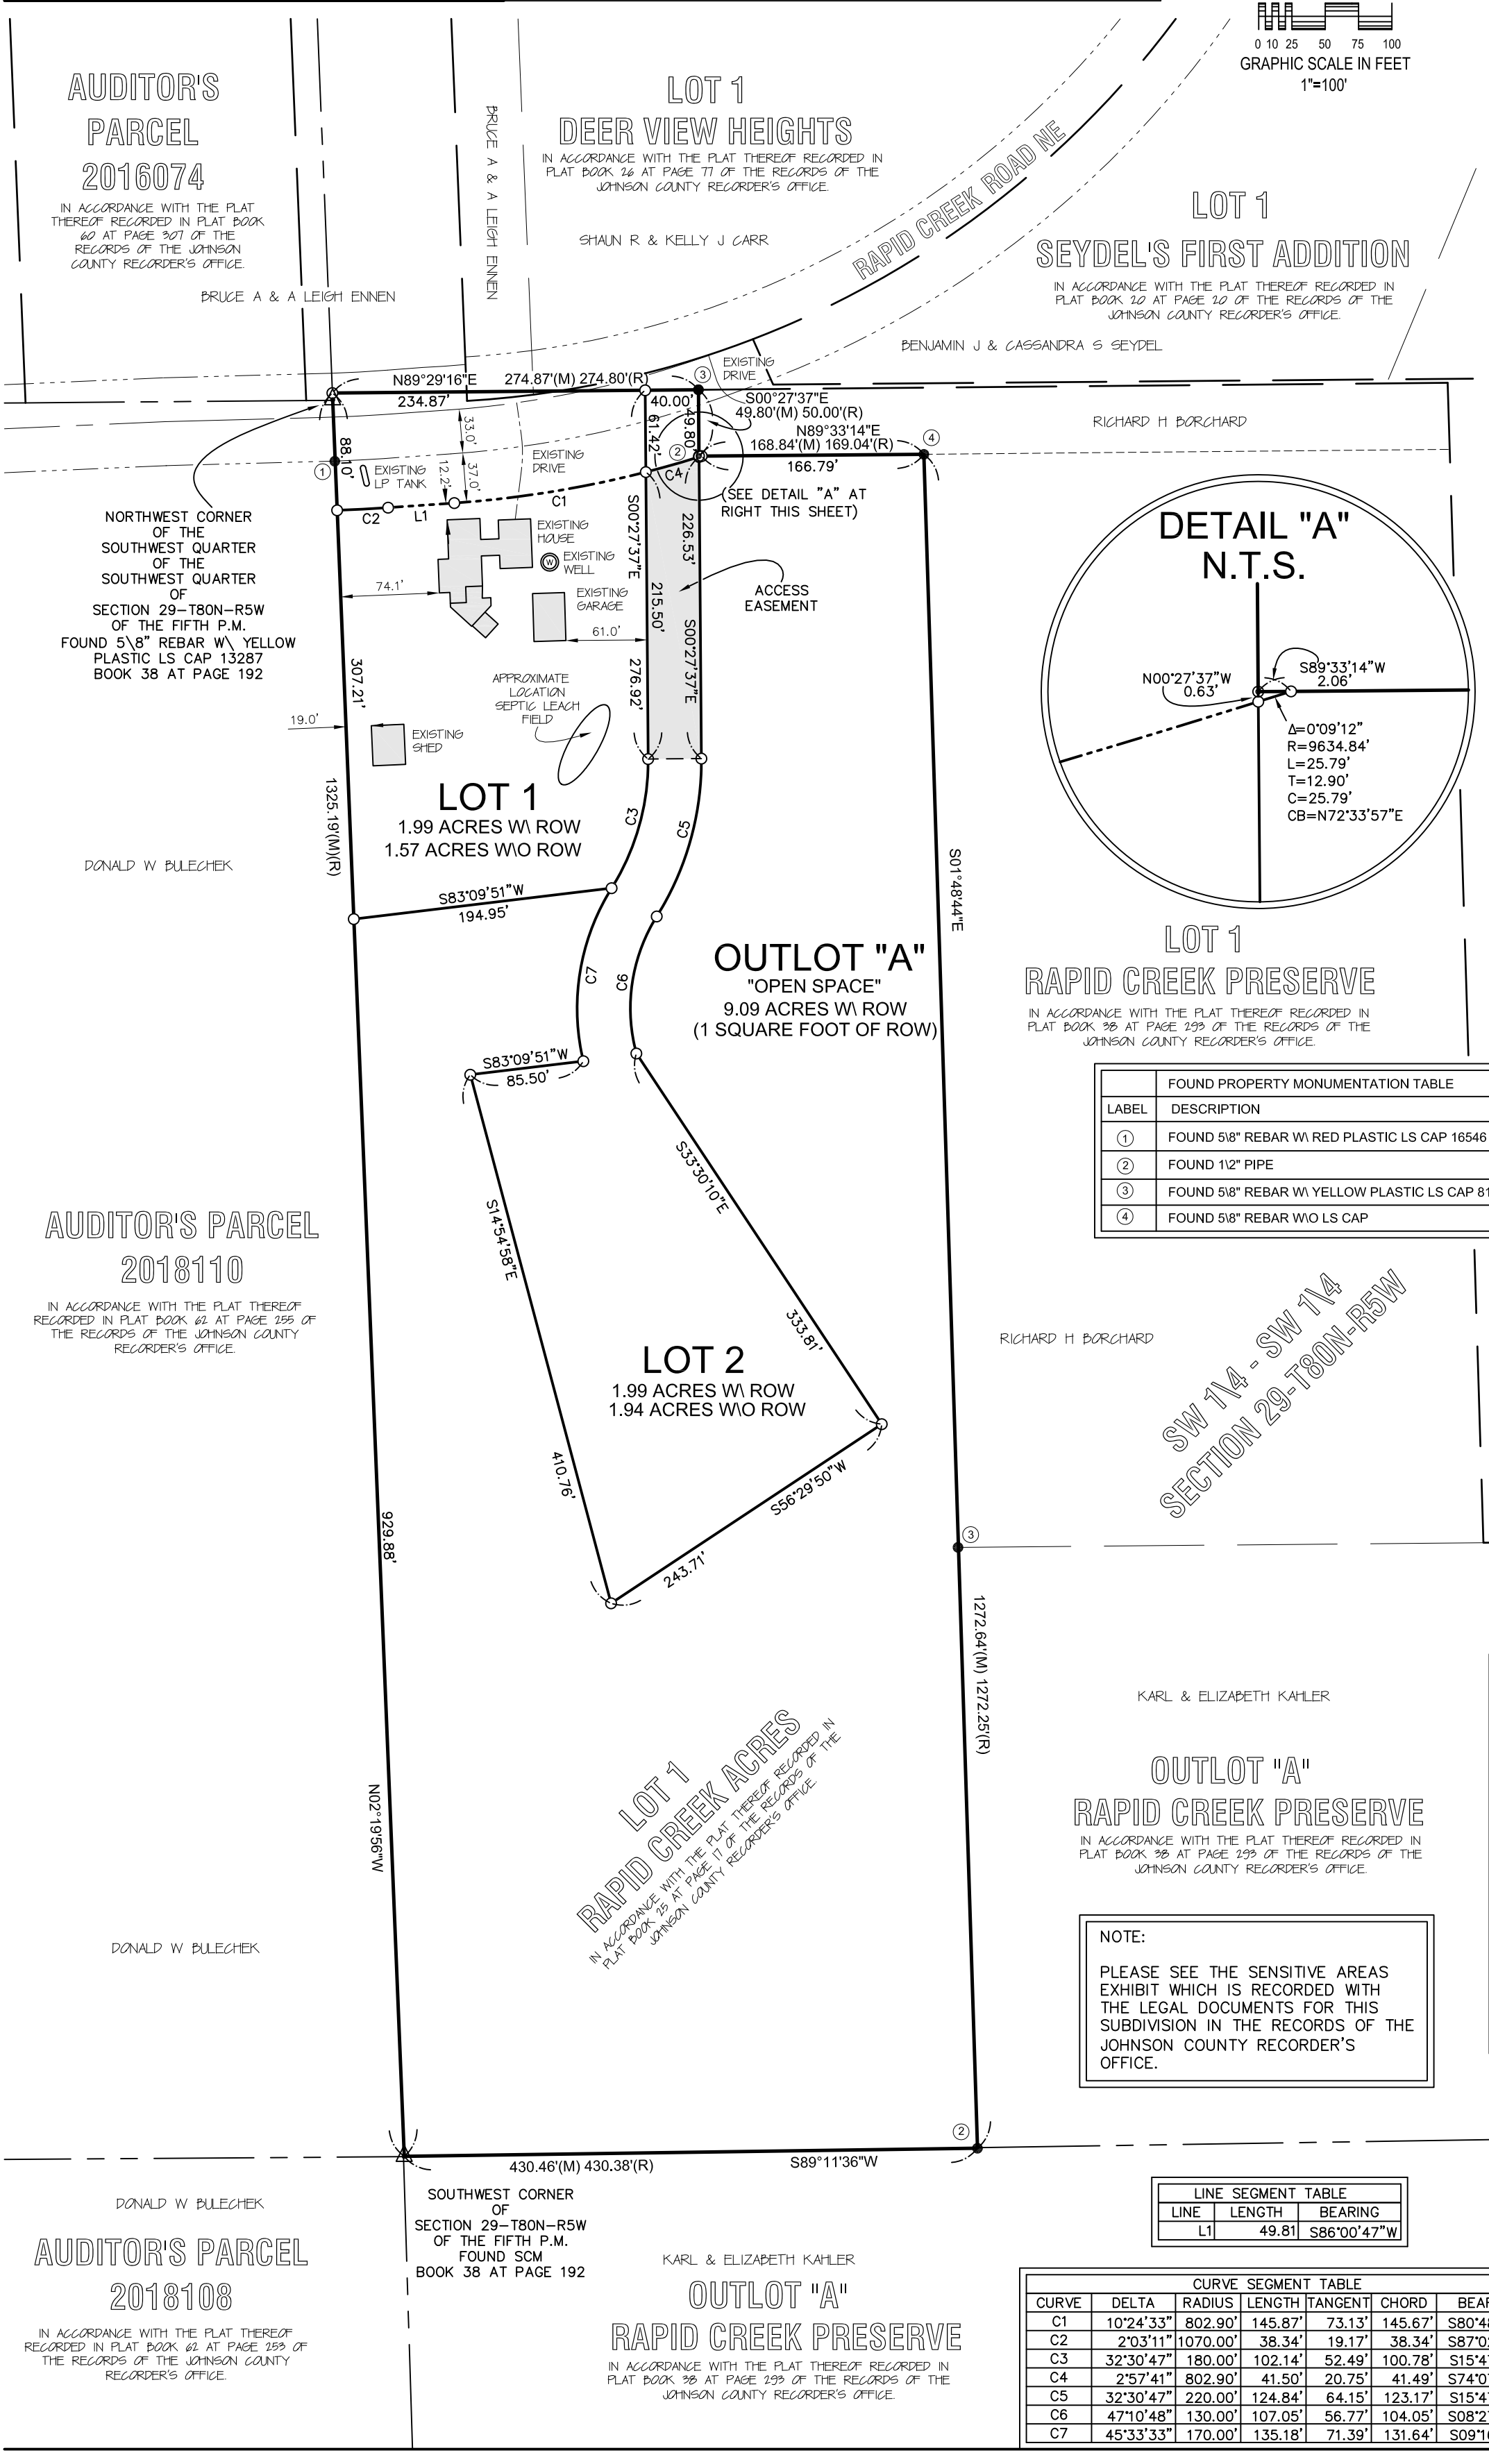 0 10 25 50 75 100
GRAPHIC SCALE IN FEET
1"=100'
AUDITOR'S
PARCEL
2016074
IN ACCORDANCE WITH THE PLAT
THEREOF RECORDED IN PLAT BOOK
60 AT PAGE 307 OF THE
RECORDS OF THE JOHNSON
COUNTY RECORDER'S OFFICE.
BRUCE A & A LEIGH ENNEN
BRUCE A & A LEIGH ENNEN
LOT 1
DEER VIEW HEIGHTS
IN ACCORDANCE WITH THE PLAT THEREOF RECORDED IN
PLAT BOOK 26 AT PAGE 77 OF THE RECORDS OF THE
JOHNSON COUNTY RECORDER'S OFFICE.
SHAUN R & KELLY J CARR
RAPID CREEK ROAD NE
LOT 1
SEYDEL'S FIRST ADDITION
IN ACCORDANCE WITH THE PLAT THEREOF RECORDED IN
PLAT BOOK 20 AT PAGE 20 OF THE RECORDS OF THE
JOHNSON COUNTY RECORDER'S OFFICE.
BENJAMIN J & CASSANDRA S SEYDEL
EXISTING
DRIVE
N89°29'16"E 274.87'(M) 274.80'(R)
234.87'
40.00'
3
S00°27'37"E
49.80'(M) 50.00'(R)
N89°33'14"E
168.84'(M) 169.04'(R)
166.79'
4
RICHARD H BORCHARD
88.10'
1
EXISTING
LP TANK
33.0'
37.0'
12.2'
EXISTING
DRIVE
61.42'
49.80'
2
C4
C2
L1
C1
(SEE DETAIL "A" AT
RIGHT THIS SHEET)
NORTHWEST CORNER
OF THE
SOUTHWEST QUARTER
OF THE
SOUTHWEST QUARTER
OF
SECTION 29-T80N-R5W
OF THE FIFTH P.M.
FOUND 5\8" REBAR W\ YELLOW
PLASTIC LS CAP 13287
BOOK 38 AT PAGE 192
EXISTING
HOUSE
W
EXISTING
WELL
EXISTING
GARAGE
74.1'
61.0'
S00°27'37"E
215.50'
276.92'
226.53'
S00°27'37"E
ACCESS
EASEMENT
DETAIL "A"
N.T.S.
N00°27'37"W
0.63'
S89°33'14"W
2.06'
Δ=0°09'12"
R=9634.84'
L=25.79'
T=12.90'
C=25.79'
CB=N72°33'57"E
307.21'
19.0'
EXISTING
SHED
APPROXIMATE
LOCATION
SEPTIC LEACH
FIELD
LOT 1
1.99 ACRES W\ ROW
1.57 ACRES W\O ROW
1325.19'(M)(R)
DONALD W BULECHEK
C3
C5
S01°48'44"E
S83°09'51"W
194.95'
C7
C6
OUTLOT "A"
"OPEN SPACE"
9.09 ACRES W\ ROW
(1 SQUARE FOOT OF ROW)
LOT 1
RAPID CREEK PRESERVE
IN ACCORDANCE WITH THE PLAT THEREOF RECORDED IN
PLAT BOOK 38 AT PAGE 293 OF THE RECORDS OF THE
JOHNSON COUNTY RECORDER'S OFFICE.
FOUND PROPERTY MONUMENTATION TABLE
LABEL DESCRIPTION
1 FOUND 5\8" REBAR W\ RED PLASTIC LS CAP 16546
2 FOUND 1\2" PIPE
3 FOUND 5\8" REBAR W\ YELLOW PLASTIC LS CAP 81
4 FOUND 5\8" REBAR W\O LS CAP
S83°09'51"W
85.50'
S33°30'10"E
333.81'
S14°54'58"E
410.76'
AUDITOR'S PARCEL
2018110
IN ACCORDANCE WITH THE PLAT THEREOF
RECORDED IN PLAT BOOK 62 AT PAGE 255 OF
THE RECORDS OF THE JOHNSON COUNTY
RECORDER'S OFFICE.
LOT 2
1.99 ACRES W\ ROW
1.94 ACRES W\O ROW
RICHARD H BORCHARD
SW 1\4 - SW 1\4
SECTION 29-T80N-R5W
S56°29'50"W
243.71'
929.88'
3
1272.64'(M) 1272.25'(R)
KARL & ELIZABETH KAHLER
OUTLOT "A"
RAPID CREEK PRESERVE
IN ACCORDANCE WITH THE PLAT THEREOF RECORDED IN
PLAT BOOK 38 AT PAGE 293 OF THE RECORDS OF THE
JOHNSON COUNTY RECORDER'S OFFICE.
N02°19'56"W
LOT 1
RAPID CREEK ACRES
IN ACCORDANCE WITH THE PLAT THEREOF RECORDED IN
PLAT BOOK 25 AT PAGE 17 OF THE RECORDS OF THE
JOHNSON COUNTY RECORDER'S OFFICE.
DONALD W BULECHEK
NOTE:
PLEASE SEE THE SENSITIVE AREAS
EXHIBIT WHICH IS RECORDED WITH
THE LEGAL DOCUMENTS FOR THIS
SUBDIVISION IN THE RECORDS OF THE
JOHNSON COUNTY RECORDER'S
OFFICE.
2
430.46'(M) 430.38'(R)
S89°11'36"W
SOUTHWEST CORNER
OF
SECTION 29-T80N-R5W
OF THE FIFTH P.M.
FOUND SCM
BOOK 38 AT PAGE 192
DONALD W BULECHEK
AUDITOR'S PARCEL
2018108
IN ACCORDANCE WITH THE PLAT THEREOF
RECORDED IN PLAT BOOK 62 AT PAGE 253 OF
THE RECORDS OF THE JOHNSON COUNTY
RECORDER'S OFFICE.
KARL & ELIZABETH KAHLER
OUTLOT "A"
RAPID CREEK PRESERVE
IN ACCORDANCE WITH THE PLAT THEREOF RECORDED IN
PLAT BOOK 38 AT PAGE 293 OF THE RECORDS OF THE
JOHNSON COUNTY RECORDER'S OFFICE.
LINE SEGMENT TABLE
LINE LENGTH BEARING
L1 49.81 S86°00'47"W
CURVE SEGMENT TABLE
CURVE DELTA RADIUS LENGTH TANGENT CHORD
C1 10°24'33" 802.90' 145.87' 73.13' 145.67' S80°4
C2 2°03'11" 1070.00' 38.34' 19.17' 38.34' S87°0
C3 32°30'47" 180.00' 102.14' 52.49' 100.78' S15°4
C4 2°57'41" 802.90' 41.50' 20.75' 41.49' S74°0
C5 32°30'47" 220.00' 124.84' 64.15' 123.17' S15°4
C6 47°10'48" 130.00' 107.05' 56.77' 104.05' S08°2
C7 45°33'33" 170.00' 135.18' 71.39' 131.64' S09°1